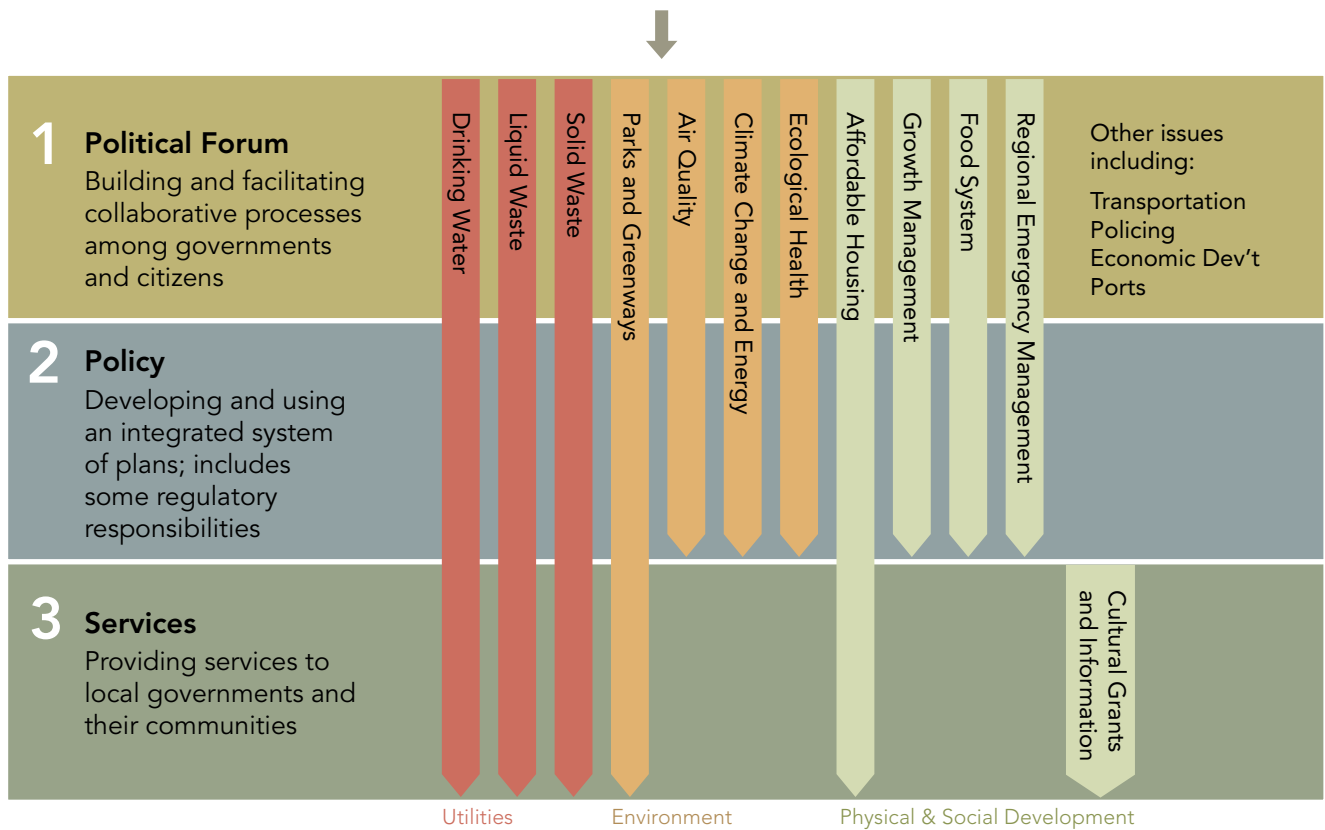 1
Political Forum
Building and facilitating
collaborative processes
among governments
and citizens
Drinking Water
Liquid Waste
Solid Waste
Parks and Greenways
Air Quality
Climate Change and Energy
Ecological Health
Affordable Housing
Growth Management
Food System
Regional Emergency Management
Other issues
including:
Transportation
Policing
Economic Dev't
Ports
2
Policy
Developing and using
an integrated system
of plans; includes
some regulatory
responsibilities
3
Services
Providing services to
local governments and
their communities
Cultural Grants
and Information
Utilities
Environment
Physical & Social Development